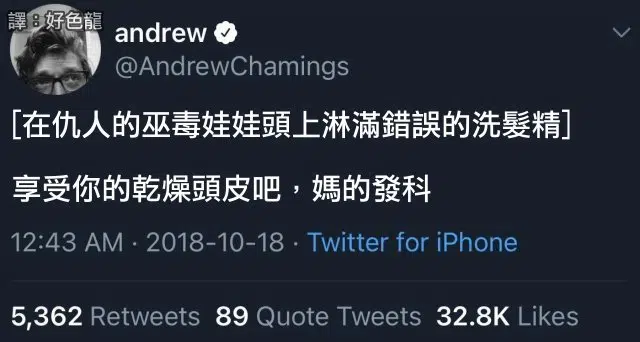 譯：好色龍
andrew
@AndrewChamings
[在仇人的巫毒娃娃頭上淋滿錯誤的洗髮精]
享受你的乾燥頭皮吧，媽的發科
12:43 AM · 2018-10-18 · Twitter for iPhone
5,362 Retweets 89 Quote Tweets 32.8K Likes